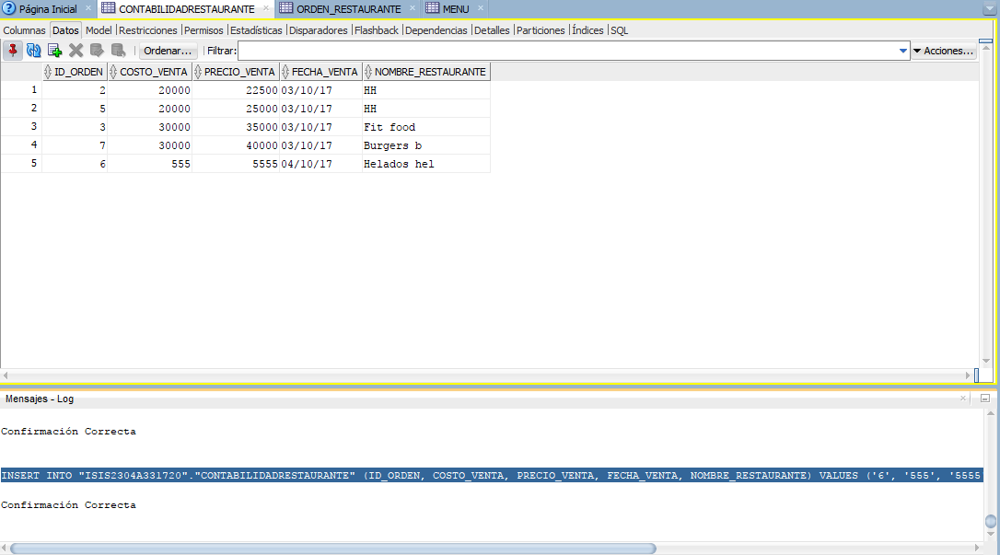 Página Inicial × CONTABILIDADRESTAURANTE × ORDEN_RESTAURANTE × MENU ×
Columnas Datos Model Restricciones Permisos Estadísticas Disparadores Flashback Dependencias Detalles Particiones Índices SQL
Ordenar... Filtrar: Acciones...
ID_ORDEN COSTO_VENTA PRECIO_VENTA FECHA_VENTA NOMBRE_RESTAURANTE
1 2 20000 22500 03/10/17 HH
2 5 20000 25000 03/10/17 HH
3 3 30000 35000 03/10/17 Fit food
4 7 30000 40000 03/10/17 Burgers b
5 6 555 5555 04/10/17 Helados hel
Mensajes - Log
Confirmación Correcta
INSERT INTO "ISIS2304A331720"."CONTABILIDADRESTAURANTE" (ID_ORDEN, COSTO_VENTA, PRECIO_VENTA, FECHA_VENTA, NOMBRE_RESTAURANTE) VALUES ('6', '555', '5555'
Confirmación Correcta